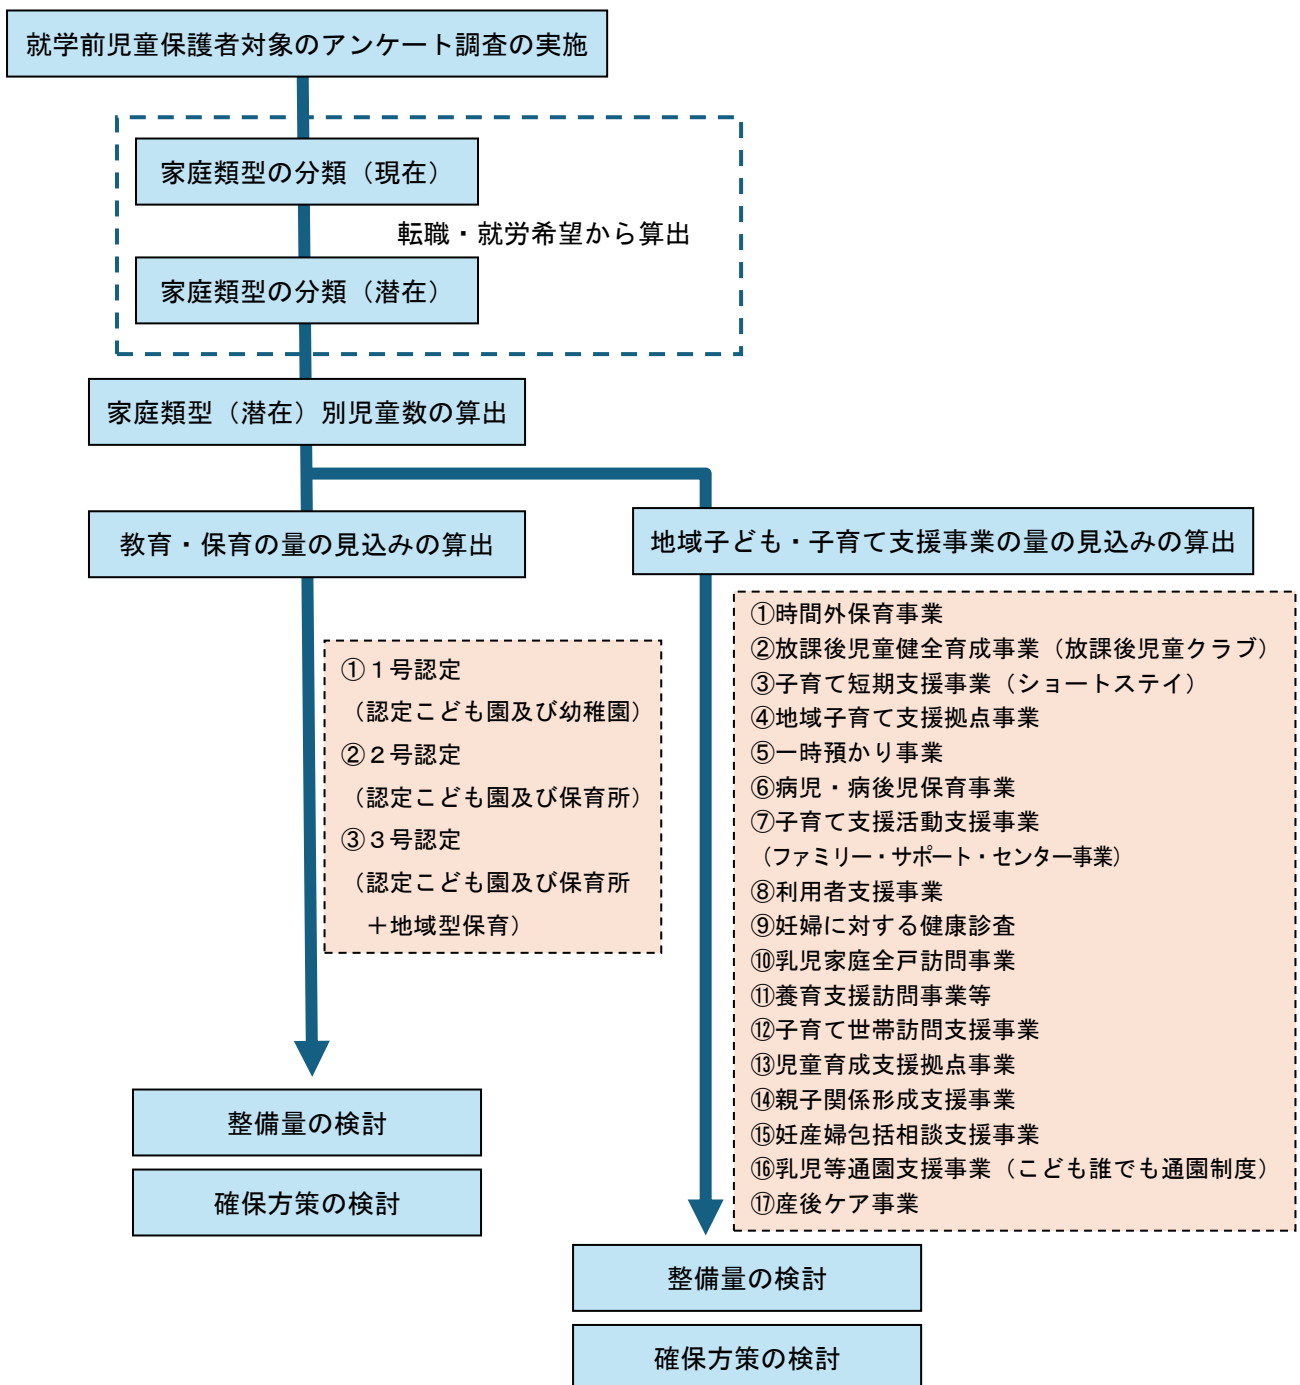 就学前児童保護者対象のアンケート調査の実施
家庭類型の分類（現在）
転職・就労希望から算出
家庭類型の分類（潜在）
家庭類型（潜在）別児童数の算出
教育・保育の量の見込みの算出
①１号認定
（認定こども園及び幼稚園）
②２号認定
（認定こども園及び保育所）
③３号認定
（認定こども園及び保育所
＋地域型保育）
整備量の検討
確保方策の検討
地域子ども・子育て支援事業の量の見込みの算出
①時間外保育事業
②放課後児童健全育成事業（放課後児童クラブ）
③子育て短期支援事業（ショートステイ）
④地域子育て支援拠点事業
⑤一時預かり事業
⑥病児・病後児保育事業
⑦子育て支援活動支援事業
（ファミリー・サポート・センター事業）
⑧利用者支援事業
⑨妊婦に対する健康診査
⑩乳児家庭全戸訪問事業
⑪養育支援訪問事業等
⑫子育て世帯訪問支援事業
⑬児童育成支援拠点事業
⑭親子関係形成支援事業
⑮妊産婦包括相談支援事業
⑯乳児等通園支援事業（こども誰でも通園制度）
⑰産後ケア事業
整備量の検討
確保方策の検討